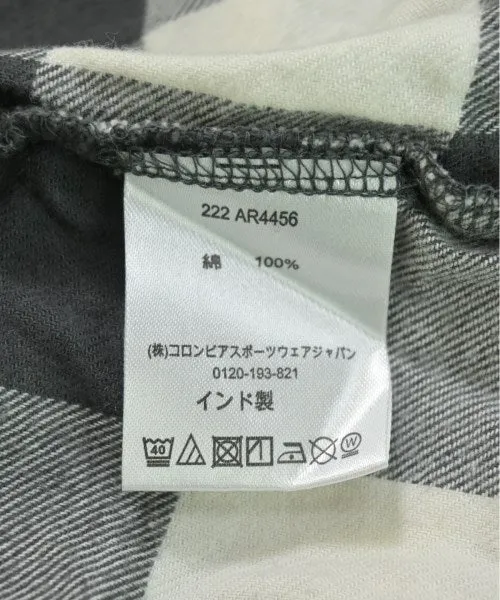 222 AR4456
綿 100%
(株)コロンビアスポーツウェアジャパン
0120-193-821
インド製
40 W